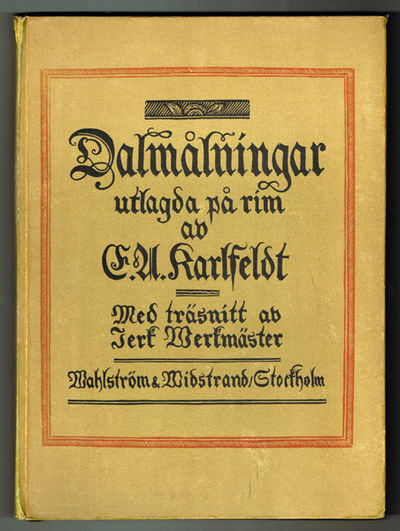 Dalmålningar
utlagda på rim
av
E.A. Karlfeldt
Med träsnitt av
Jerk Werkmäster
Wahlström & Widstrand/Stockholm